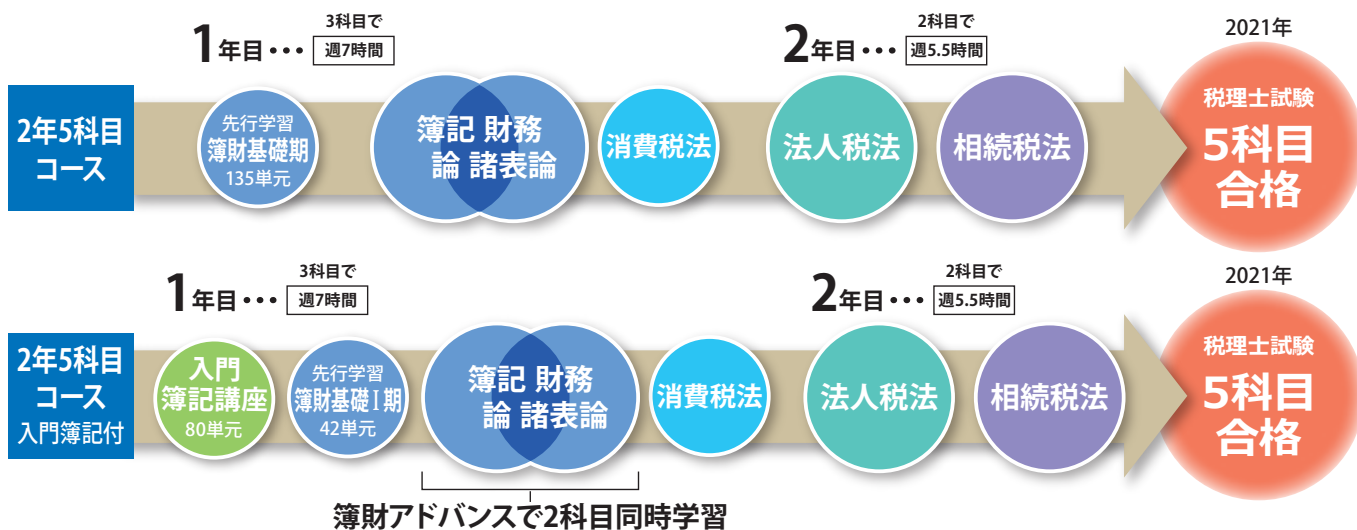 1年目・・・
3科目で
週7時間
2年目・・・
2科目で
週5.5時間
2021年
2年5科目
コース
先行学習
簿財基礎期
135単元
簿記 財務
論 諸表論
消費税法
法人税法
相続税法
税理士試験
5科目
合格
1年目・・・
3科目で
週7時間
2年目・・・
2科目で
週5.5時間
2021年
2年5科目
コース
入門簿記付
入門
簿記講座
80単元
先行学習
簿財基礎Ⅰ期
42単元
簿記 財務
論 諸表論
消費税法
法人税法
相続税法
税理士試験
5科目
合格
簿財アドバンスで2科目同時学習